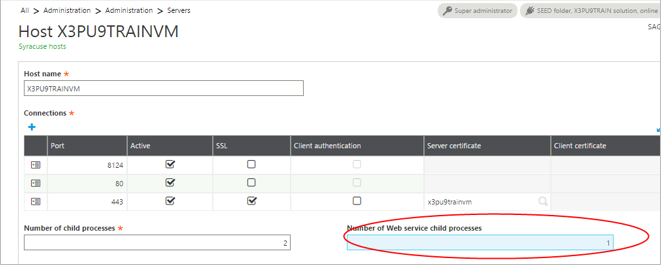 All > Administration > Administration > Servers
Super administrator
SEED folder, X3PU9TRAIN solution, online
Host X3PU9TRAINVM
SAG
Syracuse hosts
Host name *
X3PU9TRAINVM
Connections *
Port Active SSL Client authentication Server certificate Client certificate
8124
80
443 x3pu9trainvm
Number of child processes * Number of Web service child processes
2 1